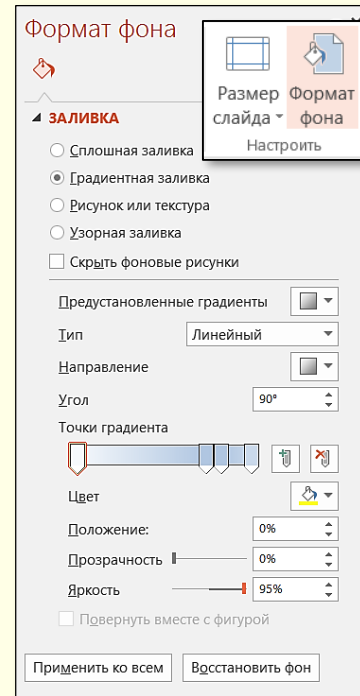 Формат фона
Размер Формат
слайда фона
Настроить
ЗАЛИВКА
Сплошная заливка
Градиентная заливка
Рисунок или текстура
Узорная заливка
Скрыть фоновые рисунки
Предустановленные градиенты
Тип Линейный
Направление
Угол 90°
Точки градиента
Цвет
Положение: 0%
Прозрачность 0%
Яркость 95%
Повернуть вместе с фигурой
Применить ко всем Восстановить фон